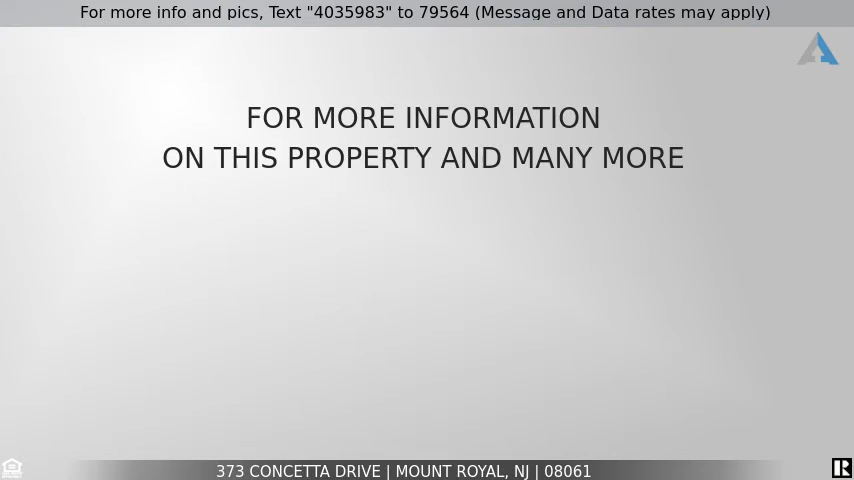 For more info and pics, Text "4035983" to 79564 (Message and Data rates may apply)
FOR MORE INFORMATION
ON THIS PROPERTY AND MANY MORE
373 CONCETTA DRIVE | MOUNT ROYAL, NJ | 08061